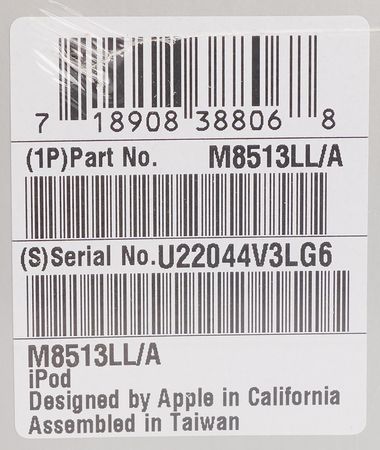 7 18908 38806 8
(1P)Part No. M8513LL/A
(S)Serial No.U22044V3LG6
M8513LL/A
iPod
Designed by Apple in California
Assembled in Taiwan